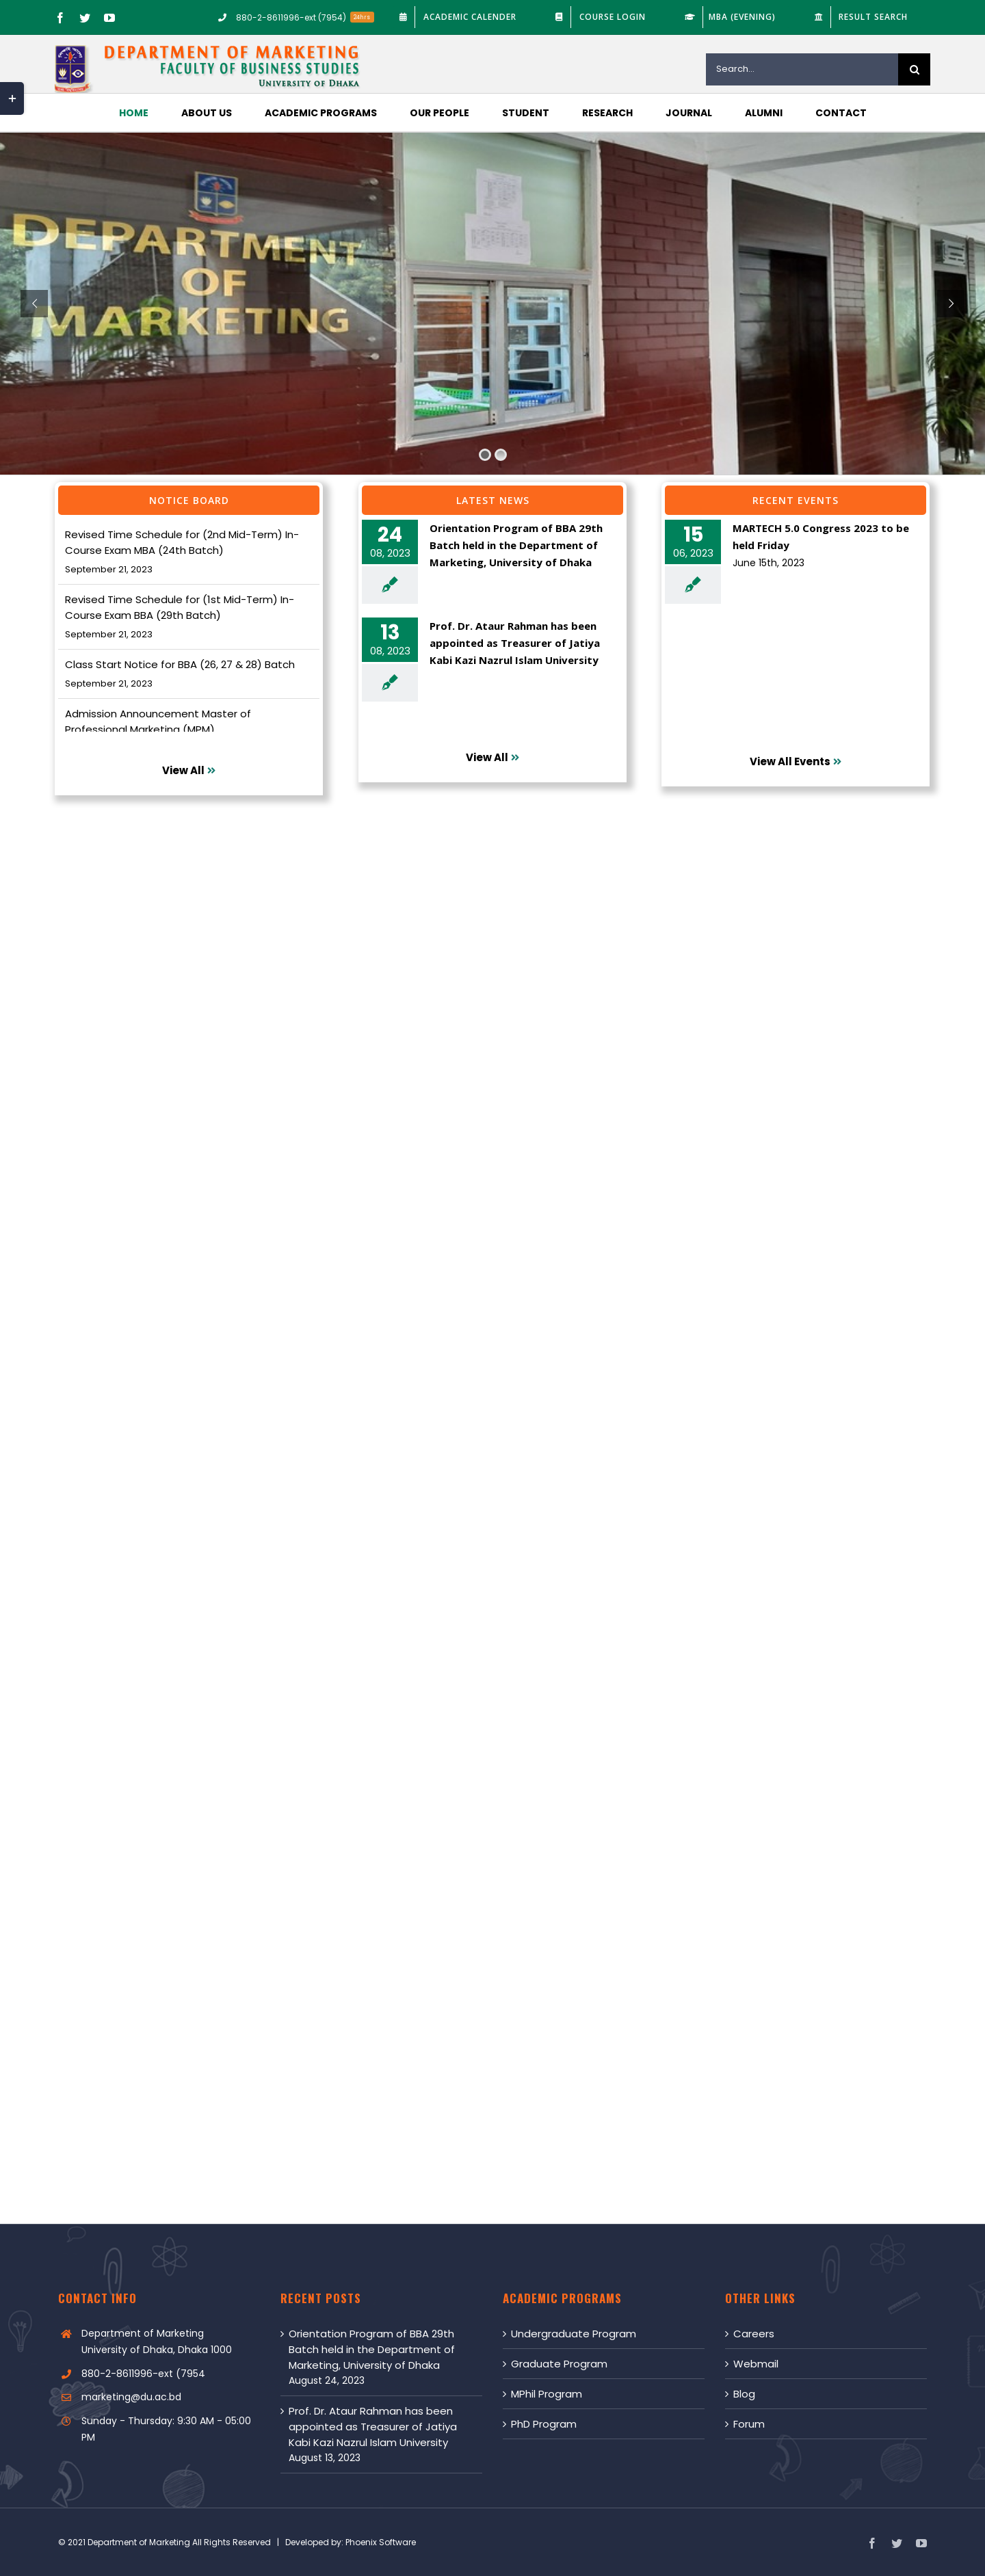 880-2-8611996-ext (7954) 24hrs
ACADEMIC CALENDER
COURSE LOGIN
MBA (EVENING)
RESULT SEARCH
DEPARTMENT OF MARKETING
FACULTY OF BUSINESS STUDIES
UNIVERSITY OF DHAKA
Search...
HOME ABOUT US ACADEMIC PROGRAMS OUR PEOPLE STUDENT RESEARCH JOURNAL ALUMNI CONTACT
DEPARTMENT
OF
MARKETING
NOTICE BOARD
Revised Time Schedule for (2nd Mid-Term) In-
Course Exam MBA (24th Batch)
September 21, 2023
Revised Time Schedule for (1st Mid-Term) In-
Course Exam BBA (29th Batch)
September 21, 2023
Class Start Notice for BBA (26, 27 & 28) Batch
September 21, 2023
Admission Announcement Master of
Professional Marketing (MPM)
View All »
LATEST NEWS
24
08, 2023
Orientation Program of BBA 29th
Batch held in the Department of
Marketing, University of Dhaka
13
08, 2023
Prof. Dr. Ataur Rahman has been
appointed as Treasurer of Jatiya
Kabi Kazi Nazrul Islam University
View All »
RECENT EVENTS
15
06, 2023
MARTECH 5.0 Congress 2023 to be
held Friday
June 15th, 2023
View All Events »
CONTACT INFO
Department of Marketing
University of Dhaka, Dhaka 1000
880-2-8611996-ext (7954
marketing@du.ac.bd
Sunday - Thursday: 9:30 AM - 05:00
PM
RECENT POSTS
Orientation Program of BBA 29th
Batch held in the Department of
Marketing, University of Dhaka
August 24, 2023
Prof. Dr. Ataur Rahman has been
appointed as Treasurer of Jatiya
Kabi Kazi Nazrul Islam University
August 13, 2023
ACADEMIC PROGRAMS
Undergraduate Program
Graduate Program
MPhil Program
PhD Program
OTHER LINKS
Careers
Webmail
Blog
Forum
© 2021 Department of Marketing All Rights Reserved | Developed by: Phoenix Software